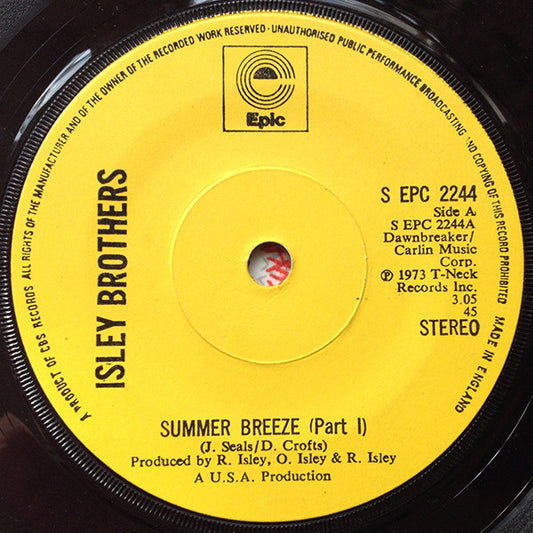 A PRODUCT OF CBS RECORDS ALL RIGHTS OF THE MANUFACTURER AND OF THE OWNER OF THE RECORDED WORK RESERVED · UNAUTHORISED PUBLIC PERFORMANCE BROADCASTING AND COPYING OF THIS RECORD PROHIBITED MADE IN ENGLAND
Epic
ISLEY BROTHERS
S EPC 2244
Side A
S EPC 2244A
Dawnbreaker/
Carlin Music
Corp.
℗ 1973 T-Neck
Records Inc.
3.05
45
STEREO
SUMMER BREEZE (Part I)
(J. Seals/D. Crofts)
Produced by R. Isley, O. Isley & R. Isley
A U.S.A. Production